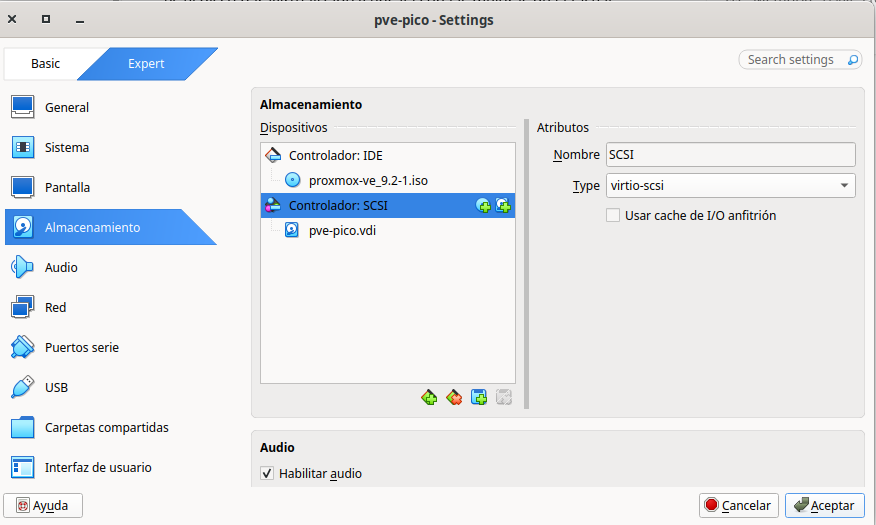 pve-pico - Settings
Basic
Expert
Search settings
General
Sistema
Pantalla
Almacenamiento
Audio
Red
Puertos serie
USB
Carpetas compartidas
Interfaz de usuario
Almacenamiento
Dispositivos
Controlador: IDE
proxmox-ve_9.2-1.iso
Controlador: SCSI
pve-pico.vdi
Atributos
Nombre SCSI
Type virtio-scsi
Usar cache de I/O anfitrión
Audio
Habilitar audio
Ayuda
Cancelar
Aceptar